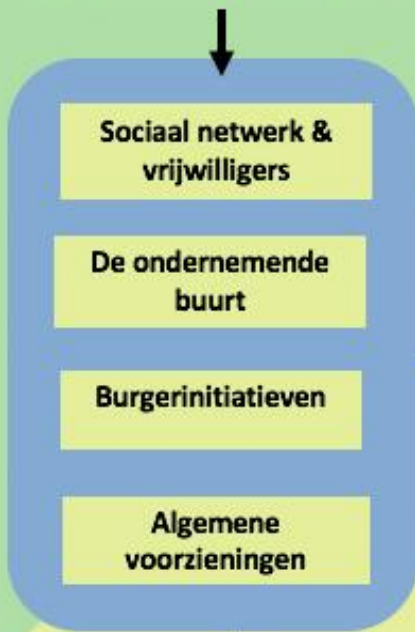 Sociaal netwerk &
vrijwilligers
De ondernemende
buurt
Burgerinitiatieven
Algemene
voorzieningen